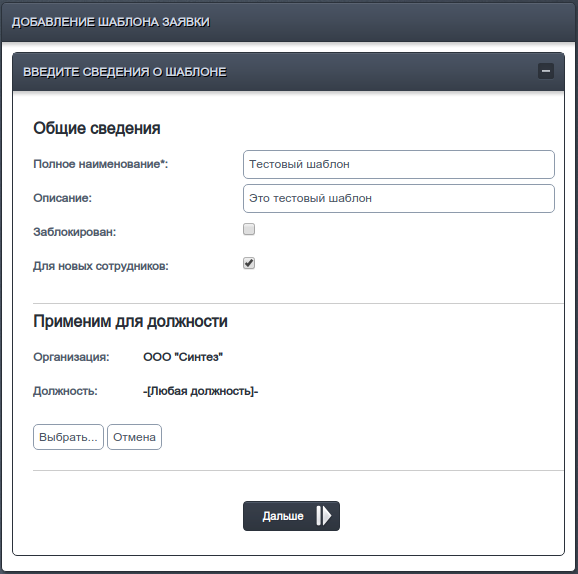 ДОБАВЛЕНИЕ ШАБЛОНА ЗАЯВКИ
ВВЕДИТЕ СВЕДЕНИЯ О ШАБЛОНЕ
Общие сведения
Полное наименование*: Тестовый шаблон
Описание: Это тестовый шаблон
Заблокирован:
Для новых сотрудников:
Применим для должности
Организация: ООО "Синтез"
Должность: -[Любая должность]-
Выбрать... Отмена
Дальше